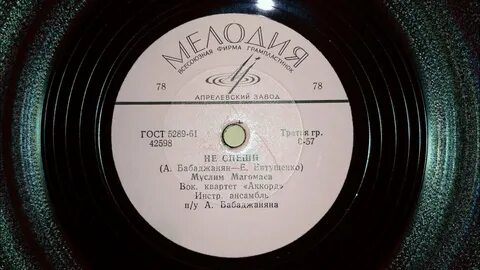 МЕЛОДИЯ
ВСЕСОЮЗНАЯ ФИРМА ГРАМПЛАСТИНОК
78 78
АПРЕЛЕВСКИЙ ЗАВОД
ГОСТ 5289-61 Третья гр.
42598 С-57
НЕ СПЕШИ
(А. Бабаджанян—Е. Евтушенко)
Муслим Магомаев
Вок. квартет «Аккорд»
Инстр. ансамбль
п/у А. Бабаджаняна